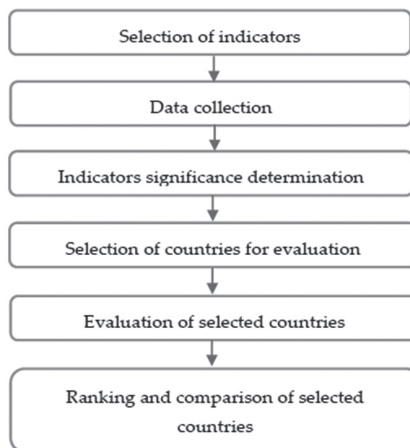 Selection of indicators
Data collection
Indicators significance determination
Selection of countries for evaluation
Evaluation of selected countries
Ranking and comparison of selected
countries